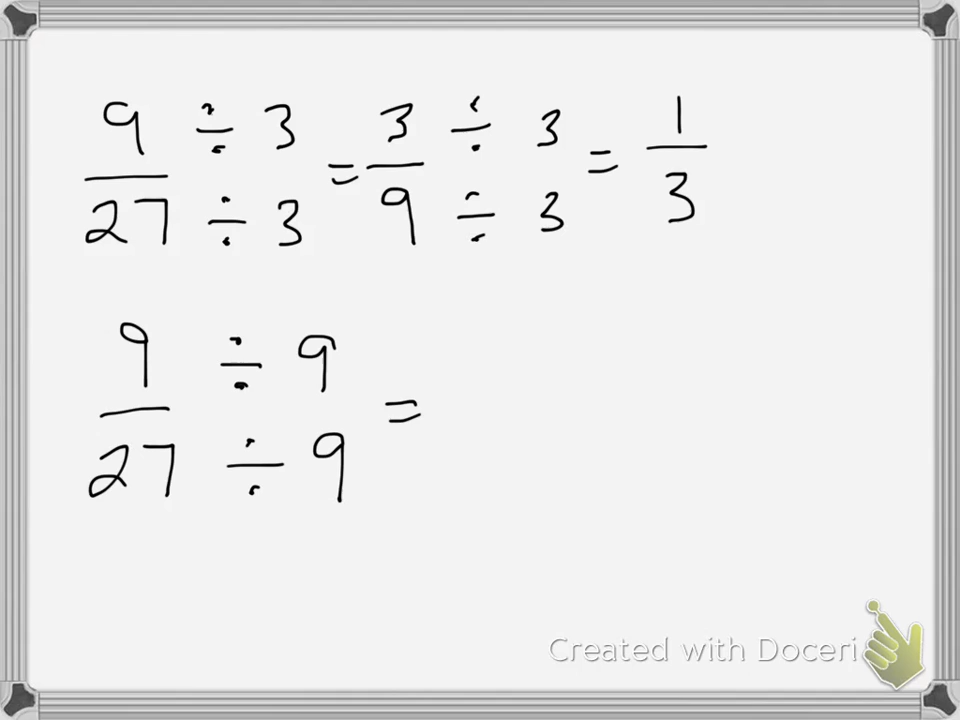 9 ÷ 3 = 3 ÷ 3 = 1
27 ÷ 3 9 ÷ 3 3
9 ÷ 9 =
27 ÷ 9
Created with Doceri